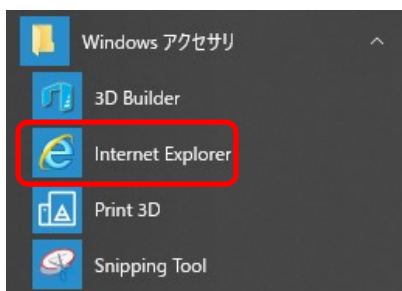 Windows アクセサリ
3D Builder
Internet Explorer
Print 3D
Snipping Tool